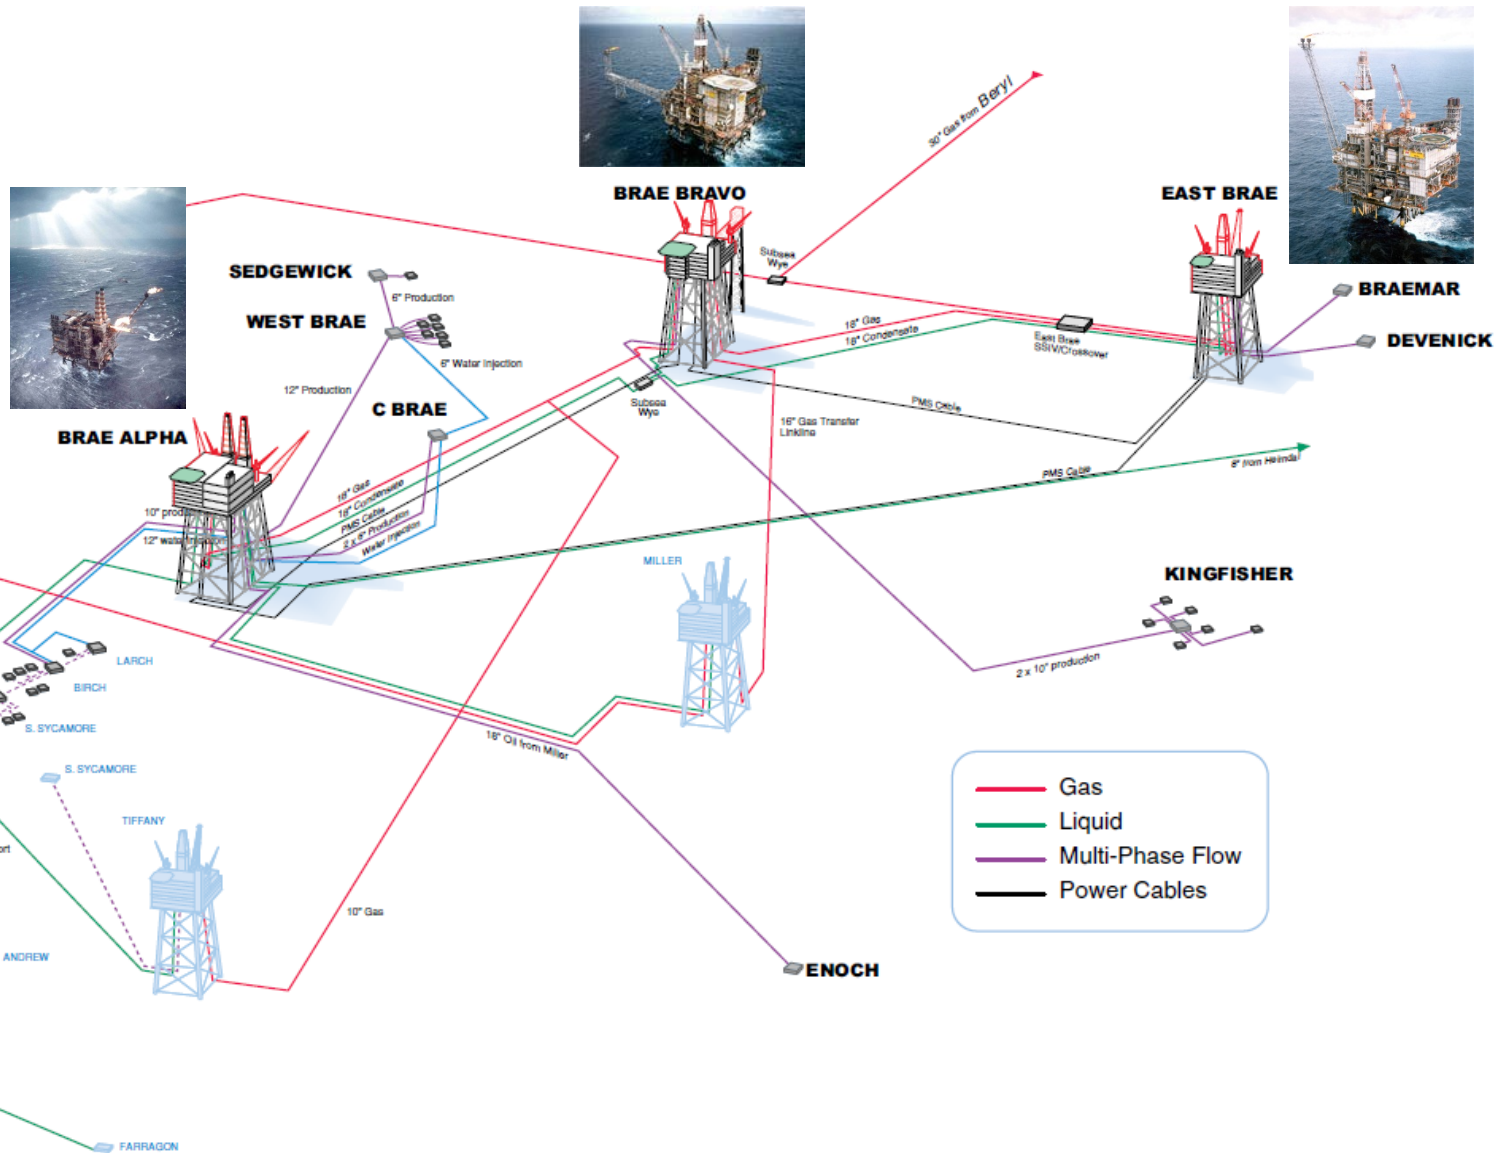 30" Gas from Beryl
BRAE BRAVO
EAST BRAE
Subsea
Wye
SEDGEWICK
6" Production
BRAEMAR
WEST BRAE
18" Gas
18" Condensate
East Brae
SSIV/Crossover
DEVENICK
6" Water Injection
12" Production
C BRAE
Subsea
Wye
PMS Cable
16" Gas Transfer
Linkline
BRAE ALPHA
PMS Cable
8" from Heimdal
18" Gas
18" Condensate
PMS Cable
2 x 6" Production
Water Injection
10"
12" water
MILLER
KINGFISHER
LARCH
2 x 10" production
BIRCH
S. SYCAMORE
18" Oil from Miller
S. SYCAMORE
Gas
TIFFANY
Liquid
ort
Multi-Phase Flow
Power Cables
10" Gas
ANDREW
ENOCH
FARRAGON